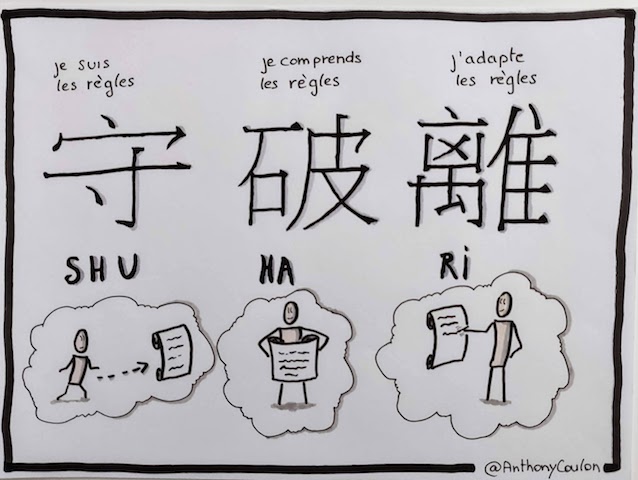 je suis
les règles
je comprends
les règles
j'adapte
les règles
守 破 離
SHU HA Ri
@AnthonyCoulon